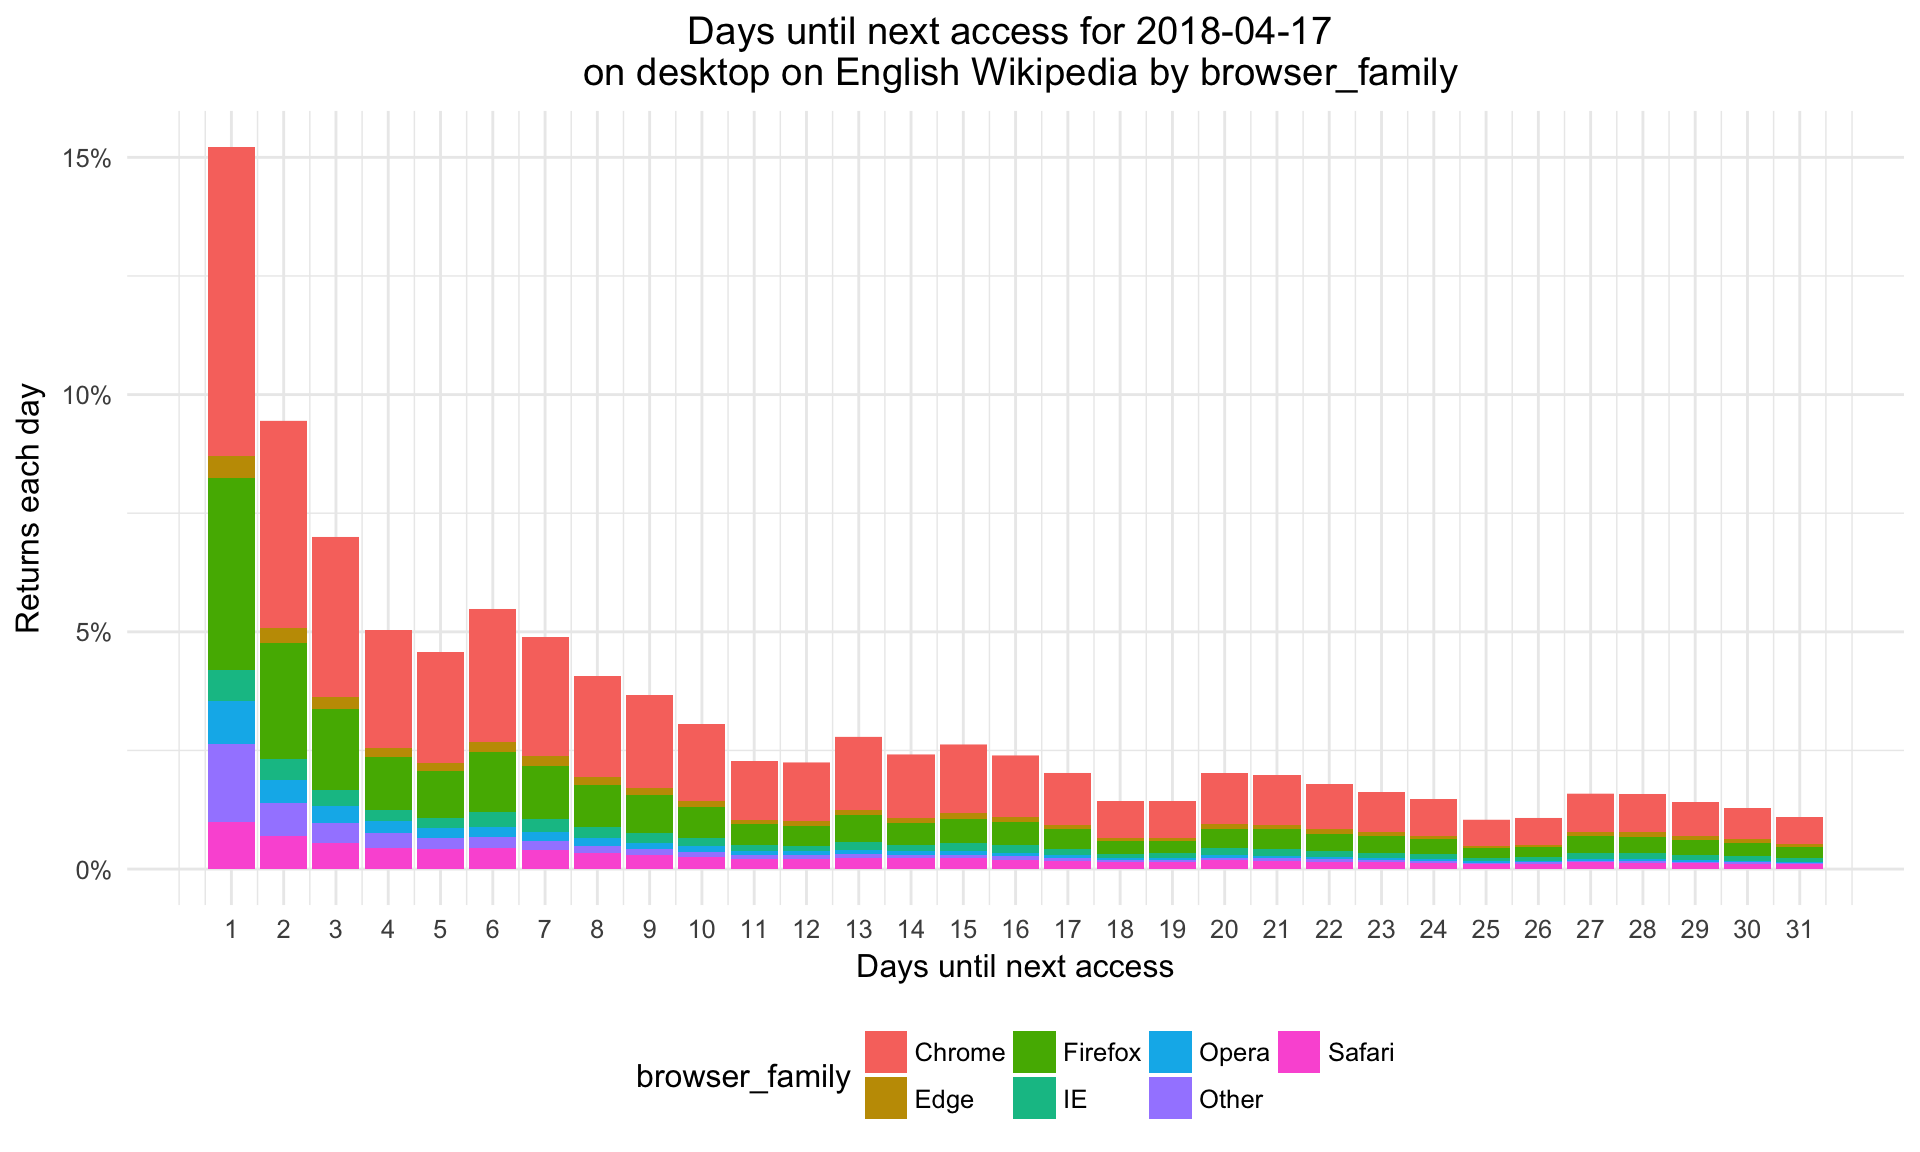 Days until next access for 2018-04-17
on desktop on English Wikipedia by browser_family
Returns each day
15%
10%
5%
0%
1 2 3 4 5 6 7 8 9 10 11 12 13 14 15 16 17 18 19 20 21 22 23 24 25 26 27 28 29 30 31
Days until next access
browser_family
Chrome Firefox Opera Safari
Edge IE Other